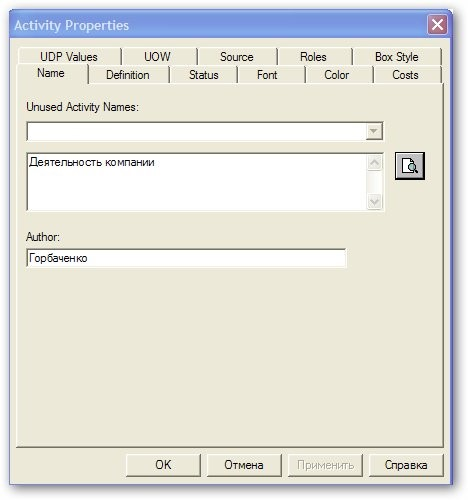 Activity Properties
UDP Values UOW Source Roles Box Style
Name Definition Status Font Color Costs
Unused Activity Names:
Деятельность компании
Author:
Горбаченко
OK Отмена Применить Справка